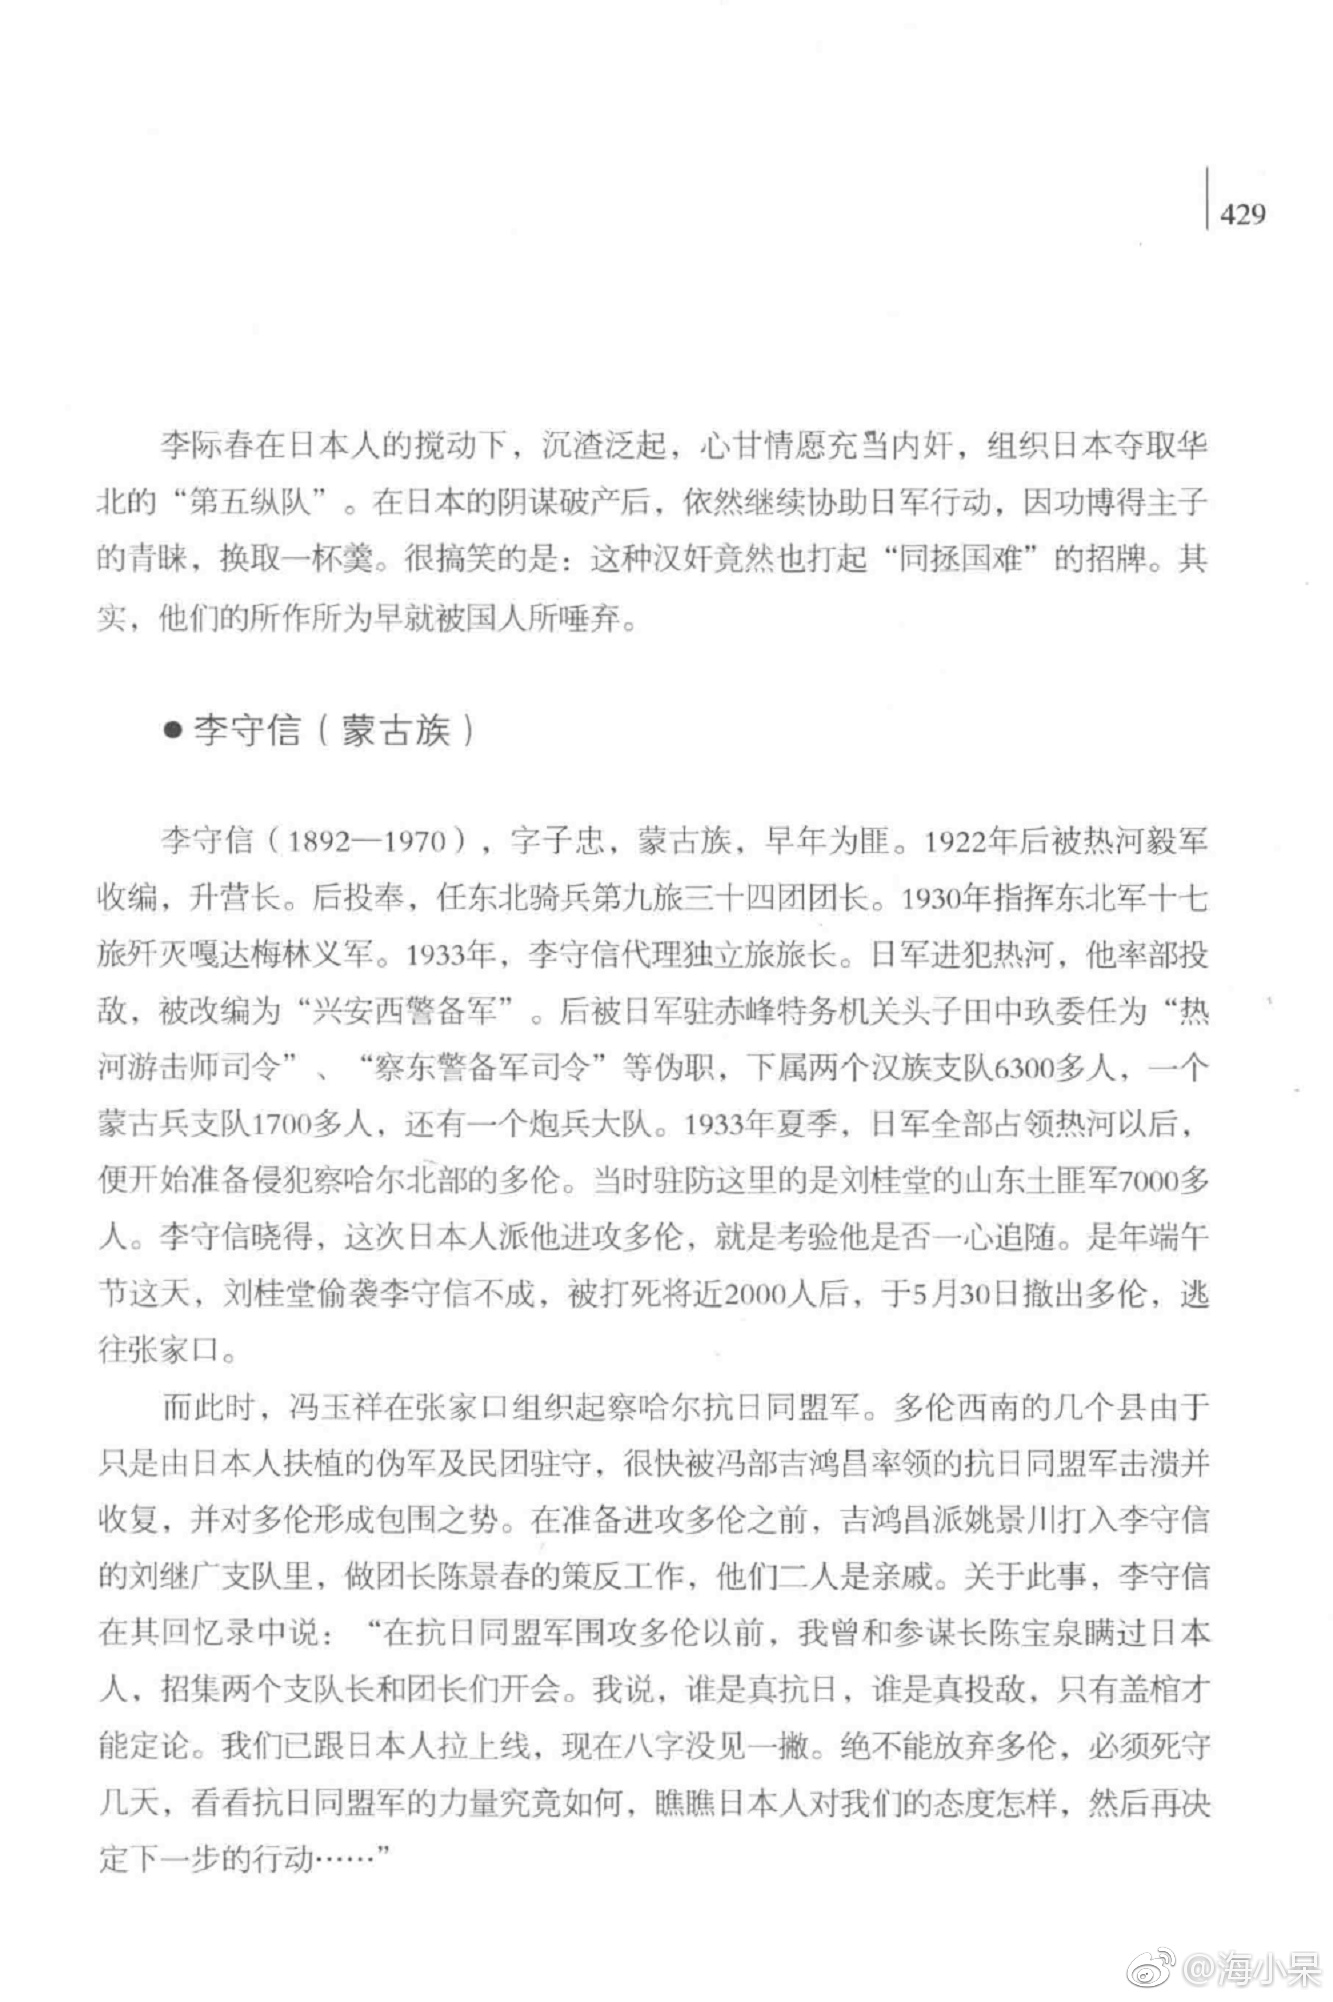 429
李际春在日本人的搅动下，沉渣泛起，心甘情愿充当内奸，组织日本夺取华
北的“第五纵队”。在日本的阴谋破产后，依然继续协助日军行动，因功博得主子
的青睐，换取一杯羹。很搞笑的是：这种汉奸竟然也打起“同拯国难”的招牌。其
实，他们的所作所为早就被国人所唾弃。
●李守信（蒙古族）
李守信（1892—1970），字子忠，蒙古族，早年为匪。1922年后被热河毅军
收编，升营长。后投奉，任东北骑兵第九旅三十四团团长。1930年指挥东北军十七
旅歼灭嘎达梅林义军。1933年，李守信代理独立旅旅长。日军进犯热河，他率部投
敌，被改编为“兴安西警备军”。后被日军驻赤峰特务机关头子田中玖委任为“热
河游击师司令”、“察东警备军司令”等伪职，下属两个汉族支队6300多人，一个
蒙古兵支队1700多人，还有一个炮兵大队。1933年夏季，日军全部占领热河以后，
便开始准备侵犯察哈尔北部的多伦。当时驻防这里的是刘桂堂的山东土匪军7000多
人。李守信晓得，这次日本人派他进攻多伦，就是考验他是否一心追随。是年端午
节这天，刘桂堂偷袭李守信不成，被打死将近2000人后，于5月30日撤出多伦，逃
往张家口。
而此时，冯玉祥在张家口组织起察哈尔抗日同盟军。多伦西南的几个县由于
只是由日本人扶植的伪军及民团驻守，很快被冯部吉鸿昌率领的抗日同盟军击溃并
收复，并对多伦形成包围之势。在准备进攻多伦之前，吉鸿昌派姚景川打入李守信
的刘继广支队里，做团长陈景春的策反工作，他们二人是亲戚。关于此事，李守信
在其回忆录中说：“在抗日同盟军围攻多伦以前，我曾和参谋长陈宝泉瞒过日本
人，招集两个支队长和团长们开会。我说，谁是真抗日，谁是真投敌，只有盖棺才
能定论。我们已跟日本人拉上线，现在八字没见一撇。绝不能放弃多伦，必须死守
几天，看看抗日同盟军的力量究竟如何，瞧瞧日本人对我们的态度怎样，然后再决
定下一步的行动……”
@海小呆